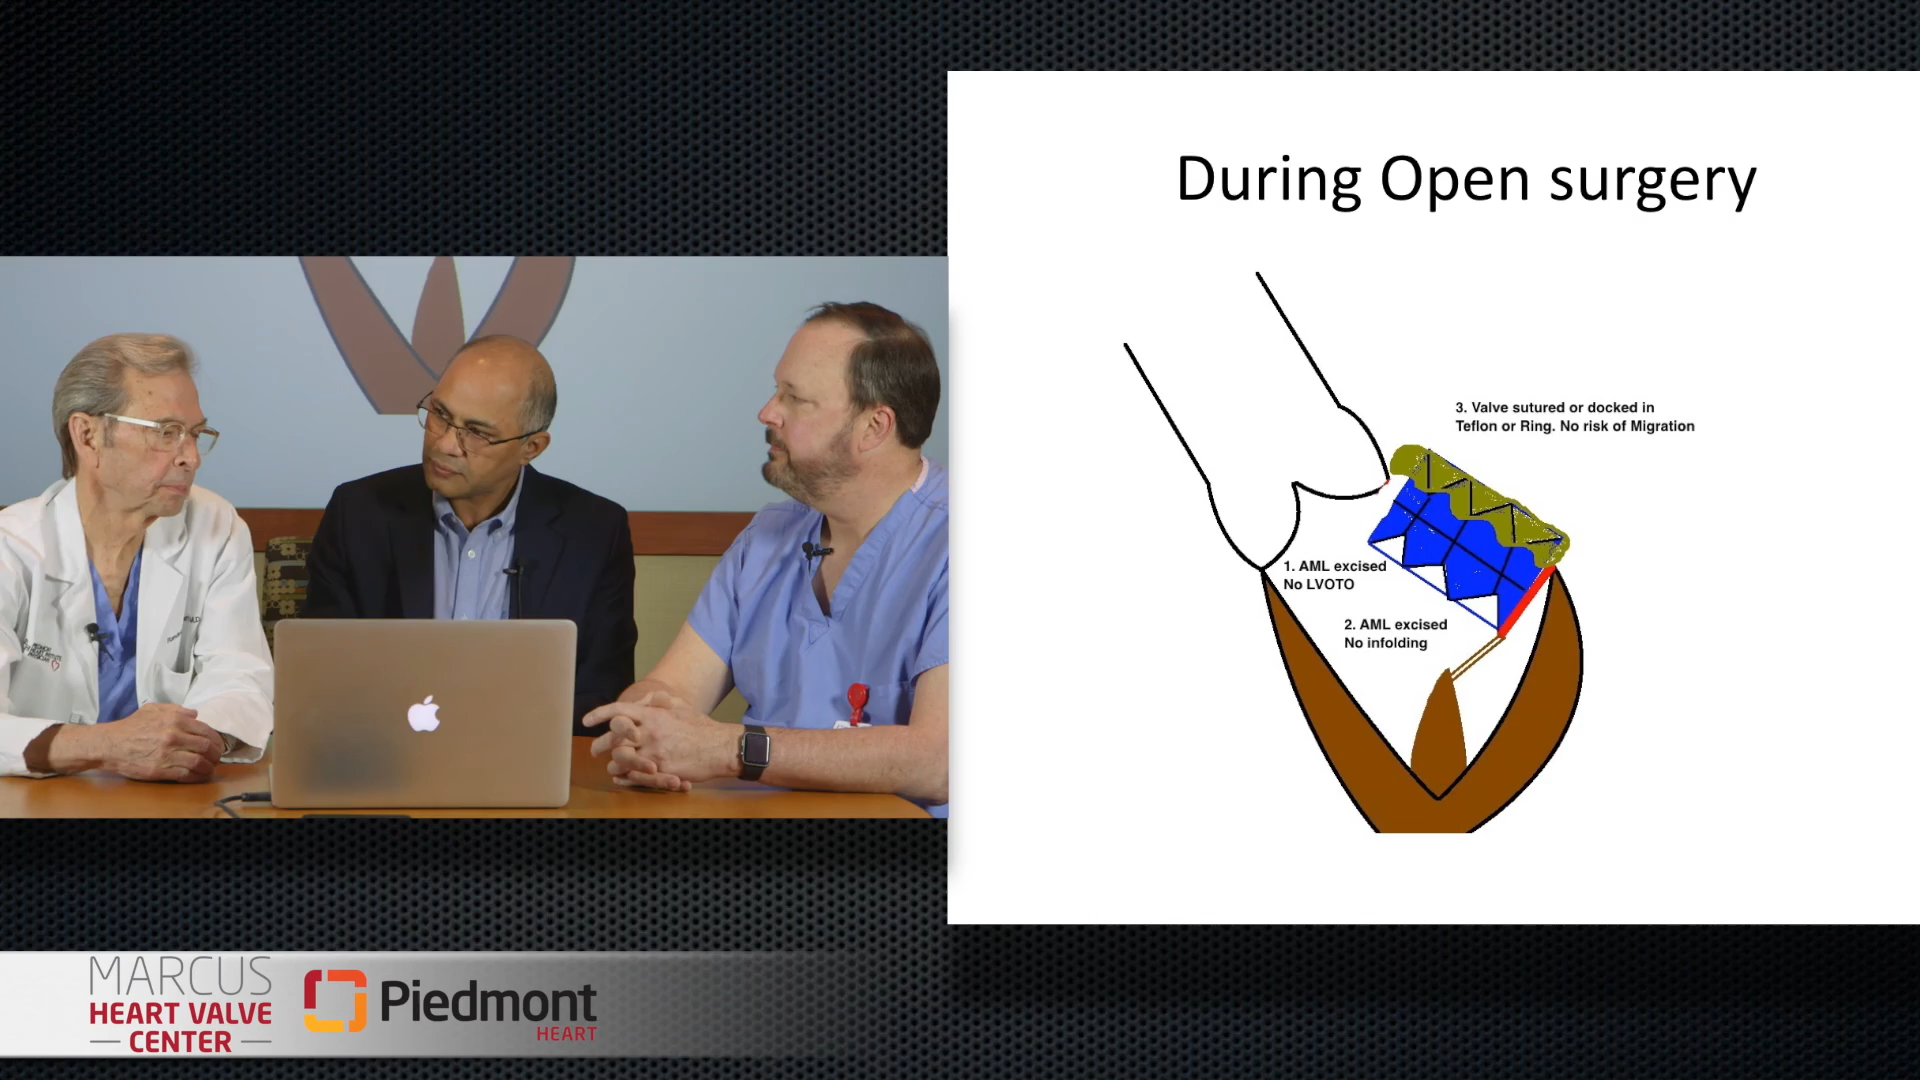 During Open surgery
3. Valve sutured or docked in
Teflon or Ring. No risk of Migration
1. AML excised
No LVOTO
2. AML excised
No infolding
MARCUS
HEART VALVE
CENTER
Piedmont
HEART